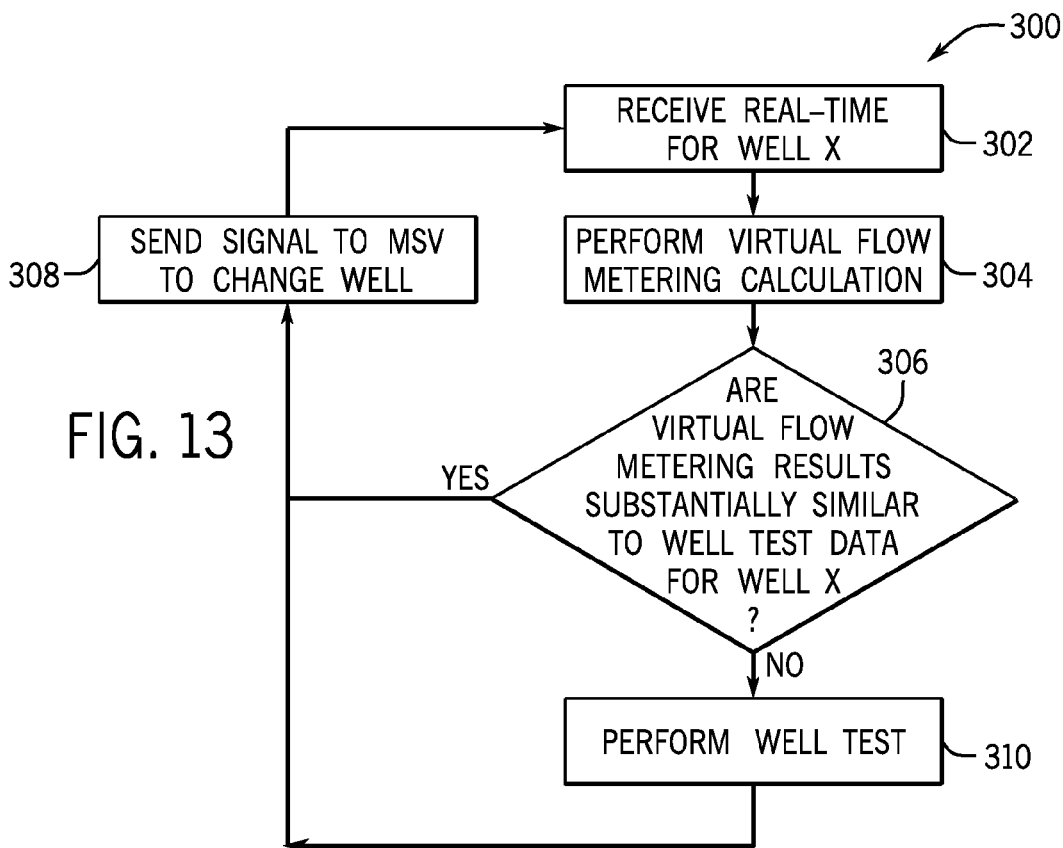 300
RECEIVE REAL-TIME
FOR WELL X
302
SEND SIGNAL TO MSV
TO CHANGE WELL
308
PERFORM VIRTUAL FLOW
METERING CALCULATION
304
306
ARE
VIRTUAL FLOW
METERING RESULTS
SUBSTANTIALLY SIMILAR
TO WELL TEST DATA
FOR WELL X
?
FIG. 13
YES
NO
PERFORM WELL TEST
310